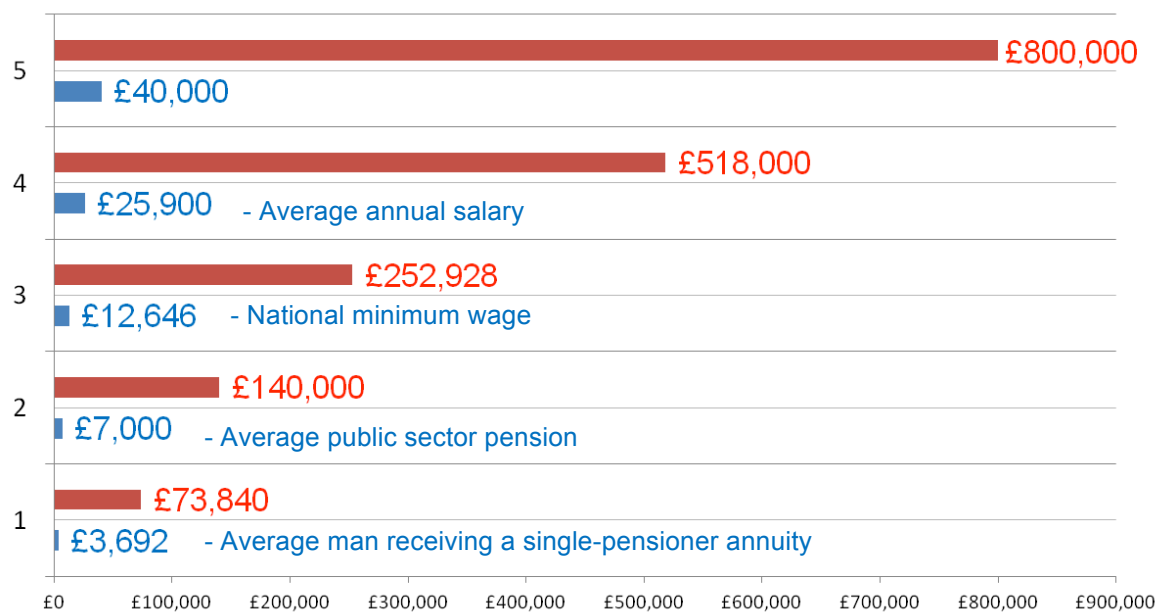 5
£800,000
£40,000
4
£518,000
£25,900 - Average annual salary
3
£252,928
£12,646 - National minimum wage
2
£140,000
£7,000 - Average public sector pension
1
£73,840
£3,692 - Average man receiving a single-pensioner annuity
£0 £100,000 £200,000 £300,000 £400,000 £500,000 £600,000 £700,000 £800,000 £900,000